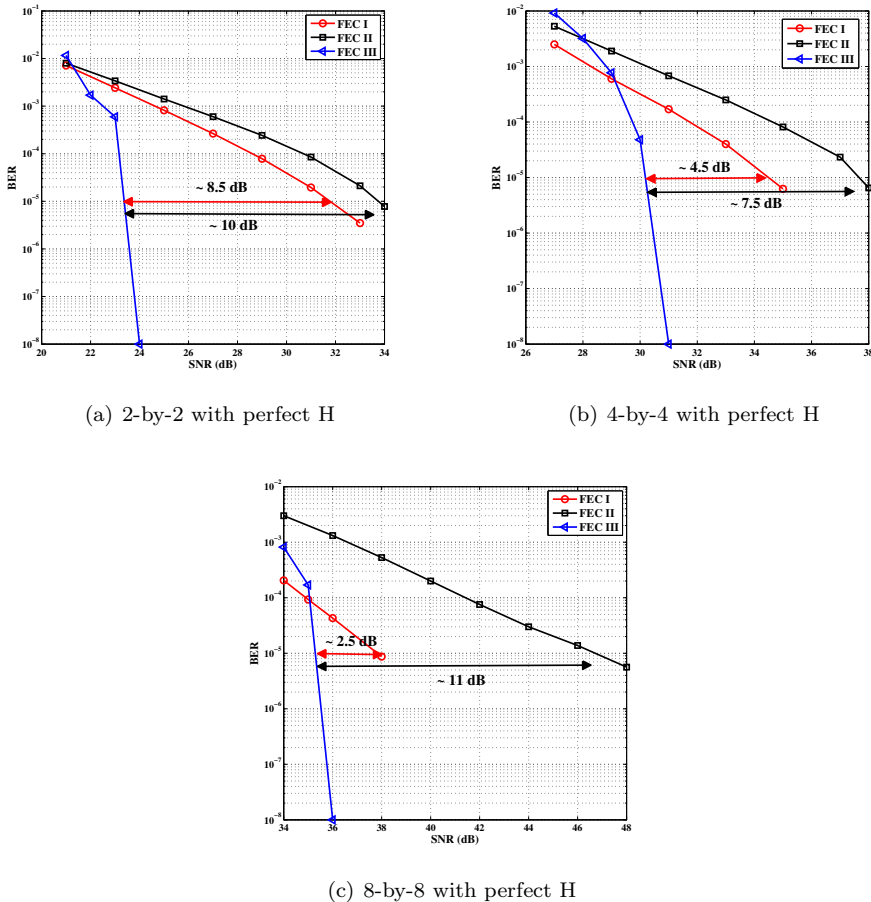 FEC I
FEC II
FEC III
10⁻¹
10⁻²
10⁻³
10⁻⁴
10⁻⁵
10⁻⁶
10⁻⁷
10⁻⁸
BER
~ 8.5 dB
~ 10 dB
20 22 24 26 28 30 32 34
SNR (dB)
(a) 2-by-2 with perfect H
FEC I
FEC II
FEC III
10⁻²
10⁻³
10⁻⁴
10⁻⁵
10⁻⁶
10⁻⁷
10⁻⁸
BER
~ 4.5 dB
~ 7.5 dB
26 28 30 32 34 36 38
SNR (dB)
(b) 4-by-4 with perfect H
FEC I
FEC II
FEC III
10⁻²
10⁻³
10⁻⁴
10⁻⁵
10⁻⁶
10⁻⁷
10⁻⁸
BER
~ 2.5 dB
~ 11 dB
34 36 38 40 42 44 46 48
SNR (dB)
(c) 8-by-8 with perfect H